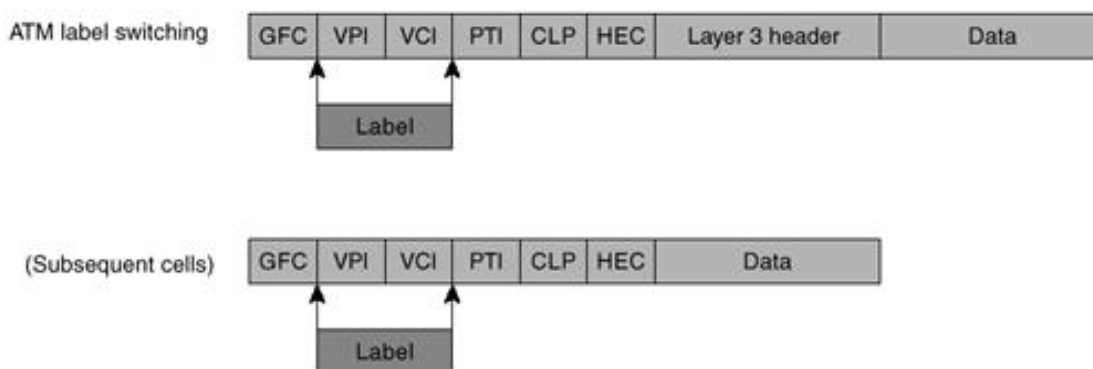 ATM label switching GFC VPI VCI PTI CLP HEC Layer 3 header Data
Label
(Subsequent cells) GFC VPI VCI PTI CLP HEC Data
Label